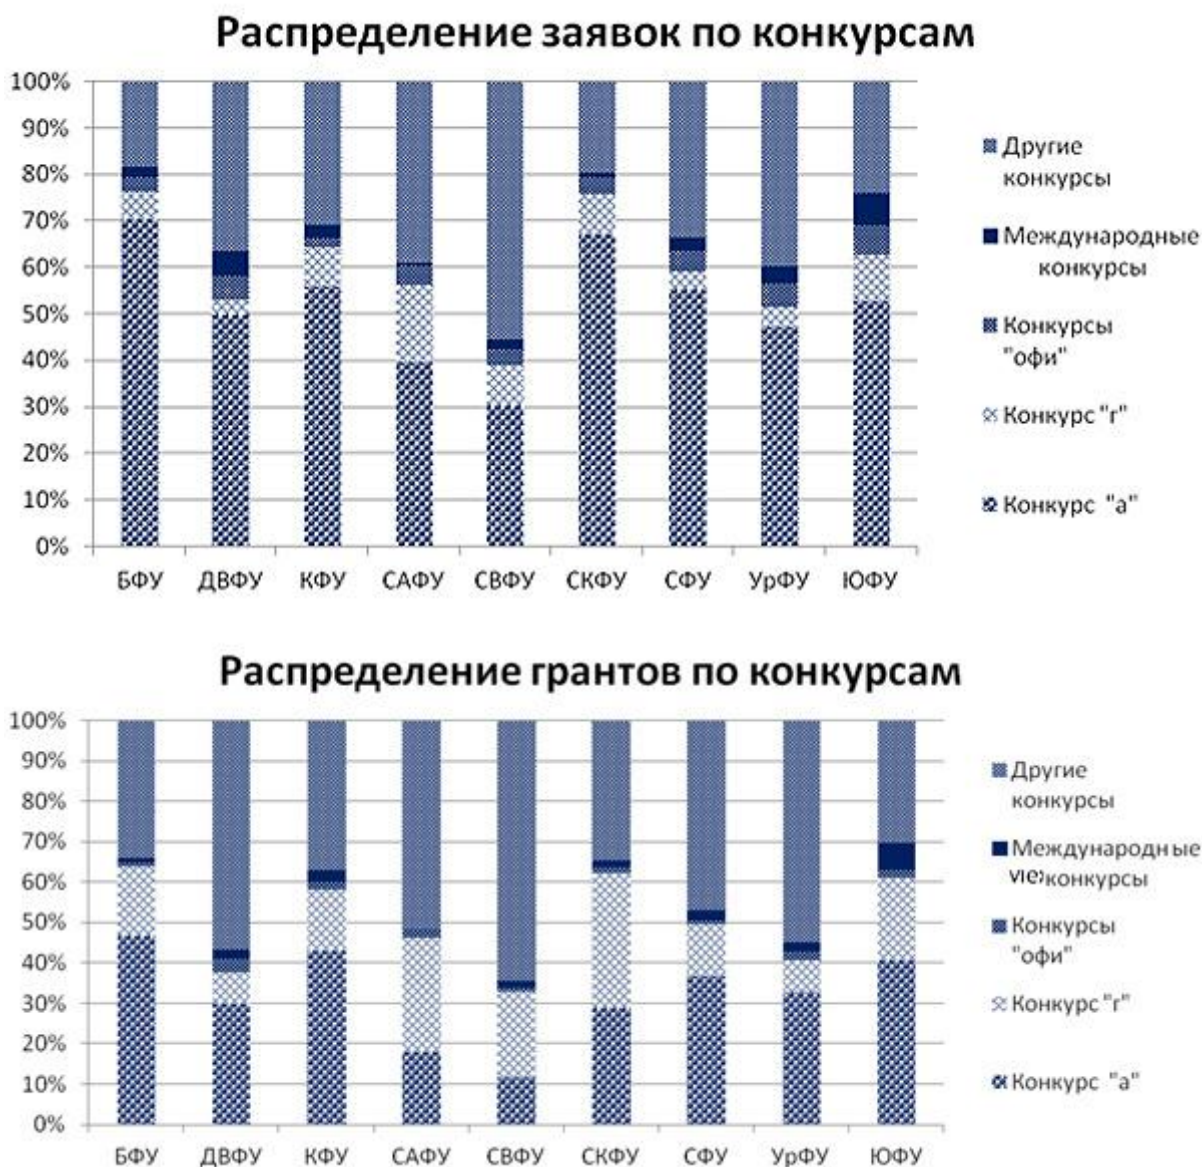 Распределение заявок по конкурсам
100%
90%
80%
70%
60%
50%
40%
30%
20%
10%
0%
БФУ ДВФУ КФУ САФУ СВФУ СКФУ СФУ УрФУ ЮФУ
Другие
конкурсы
Международные
конкурсы
Конкурсы
"офи"
Конкурс "г"
Конкурс "а"
Распределение грантов по конкурсам
100%
90%
80%
70%
60%
50%
40%
30%
20%
10%
0%
БФУ ДВФУ КФУ САФУ СВФУ СКФУ СФУ УрФУ ЮФУ
Другие
конкурсы
Международные
конкурсы
Конкурсы
"офи"
Конкурс "г"
Конкурс "а"